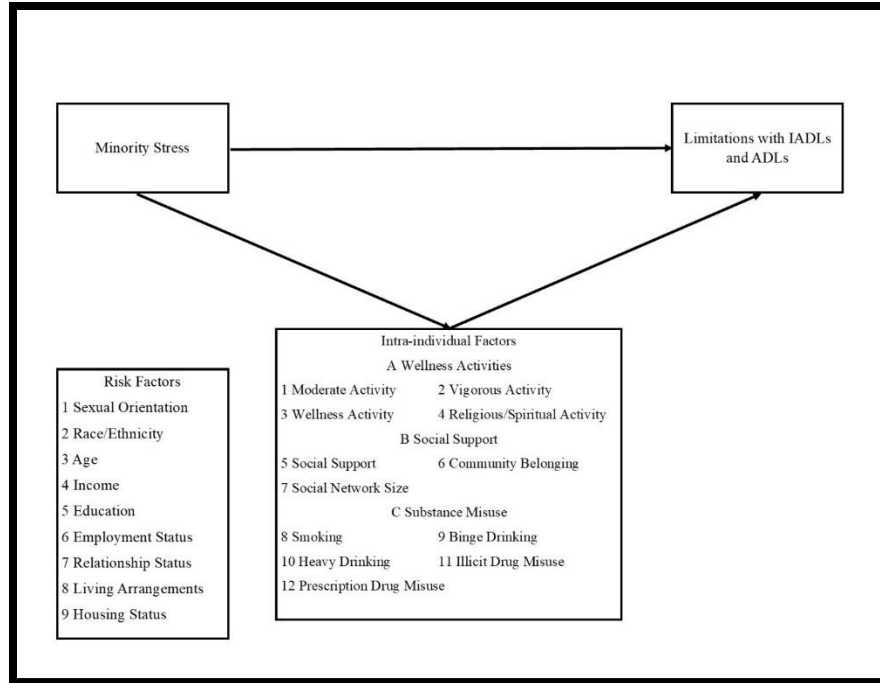 Minority Stress
Limitations with IADLs
and ADLs
Risk Factors
1 Sexual Orientation
2 Race/Ethnicity
3 Age
4 Income
5 Education
6 Employment Status
7 Relationship Status
8 Living Arrangements
9 Housing Status
Intra-individual Factors
A Wellness Activities
1 Moderate Activity 2 Vigorous Activity
3 Wellness Activity 4 Religious/Spiritual Activity
B Social Support
5 Social Support 6 Community Belonging
7 Social Network Size
C Substance Misuse
8 Smoking 9 Binge Drinking
10 Heavy Drinking 11 Illicit Drug Misuse
12 Prescription Drug Misuse